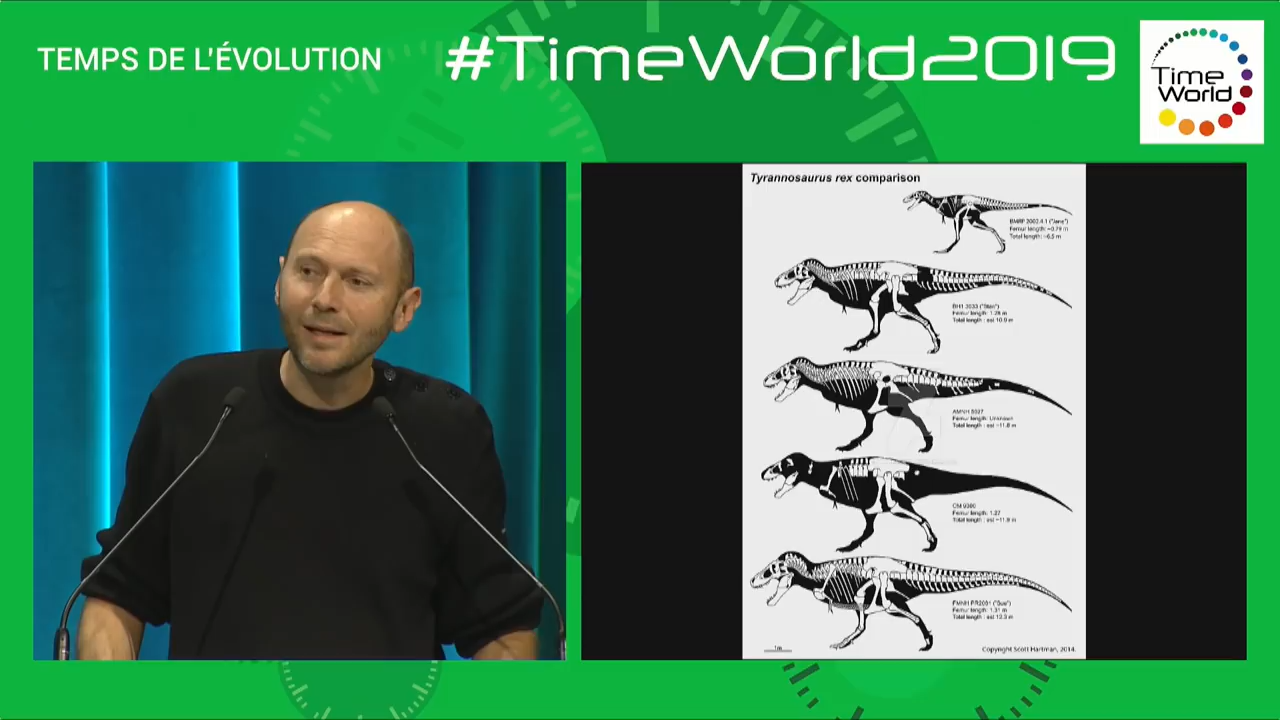 TEMPS DE L'ÉVOLUTION
#TimeWorld2019
Time
World
Tyrannosaurus rex comparison
BMRP 2002.4.1 ("Jane")
Femur length: ~0.79 m
Total length: ~6.5 m
BHI 3033 ("Stan")
Femur length: 1.28 m
Total length : est 10.9 m
AMNH 5027
Femur length: Unknown
Total length : est ~11.8 m
CM 9380
Femur length: 1.27
Total length : est ~11.9 m
FMNH PR2081 ("Sue")
Femur length: 1.31 m
Total length : est 12.3 m
1m
Copyright Scott Hartman, 2014.